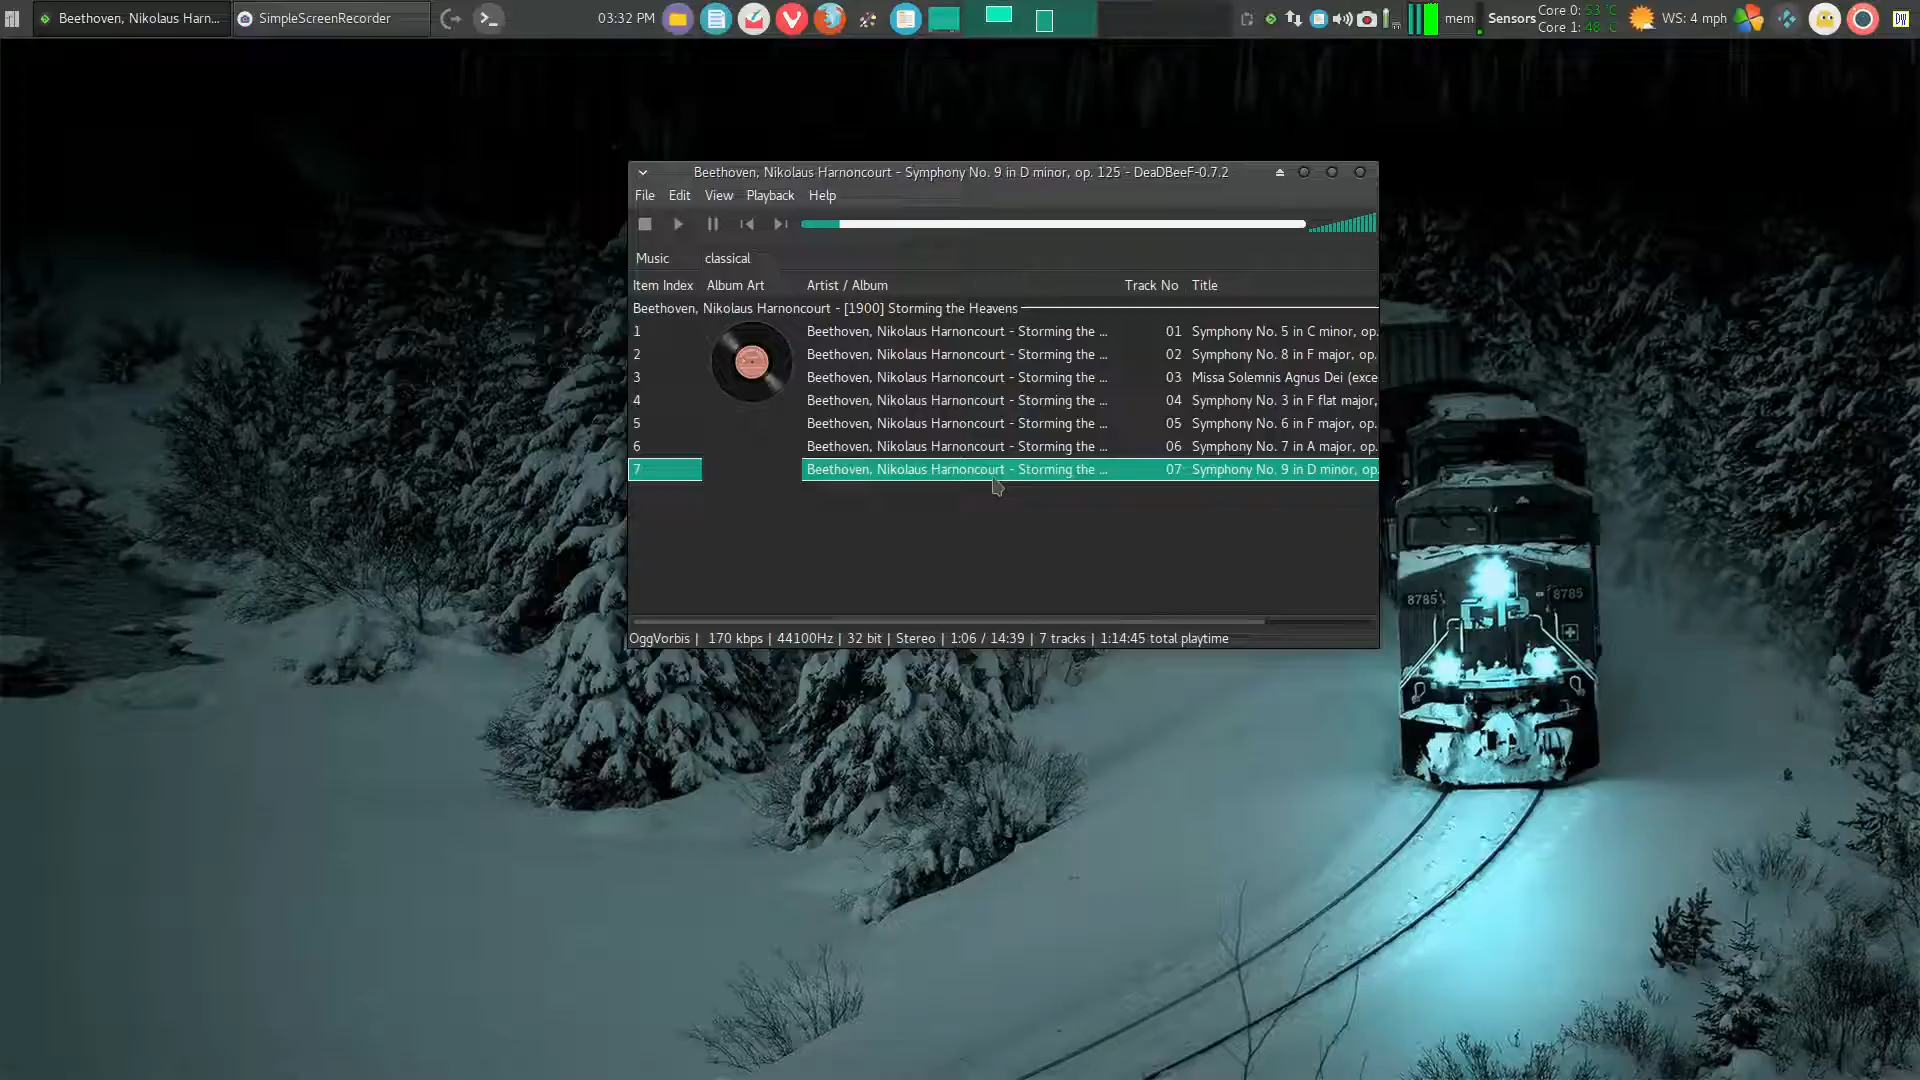 Beethoven, Nikolaus Harn... SimpleScreenRecorder 03:32 PM mem Sensors Core 0: 53 °C WS: 4 mph DW
Core 1: 48 °C
Beethoven, Nikolaus Harnoncourt - Symphony No. 9 in D minor, op. 125 - DeaDBeeF-0.7.2
File Edit View Playback Help
Music classical
Item Index Album Art Artist / Album Track No Title
Beethoven, Nikolaus Harnoncourt - [1900] Storming the Heavens
1 Beethoven, Nikolaus Harnoncourt - Storming the ... 01 Symphony No. 5 in C minor, op.
2 Beethoven, Nikolaus Harnoncourt - Storming the ... 02 Symphony No. 8 in F major, op.
3 Beethoven, Nikolaus Harnoncourt - Storming the ... 03 Missa Solemnis Agnus Dei (exce
4 Beethoven, Nikolaus Harnoncourt - Storming the ... 04 Symphony No. 3 in F flat major,
5 Beethoven, Nikolaus Harnoncourt - Storming the ... 05 Symphony No. 6 in F major, op.
6 Beethoven, Nikolaus Harnoncourt - Storming the ... 06 Symphony No. 7 in A major, op.
7 Beethoven, Nikolaus Harnoncourt - Storming the ... 07 Symphony No. 9 in D minor, op.
OggVorbis | 170 kbps | 44100Hz | 32 bit | Stereo | 1:06 / 14:39 | 7 tracks | 1:14:45 total playtime
8785 8785